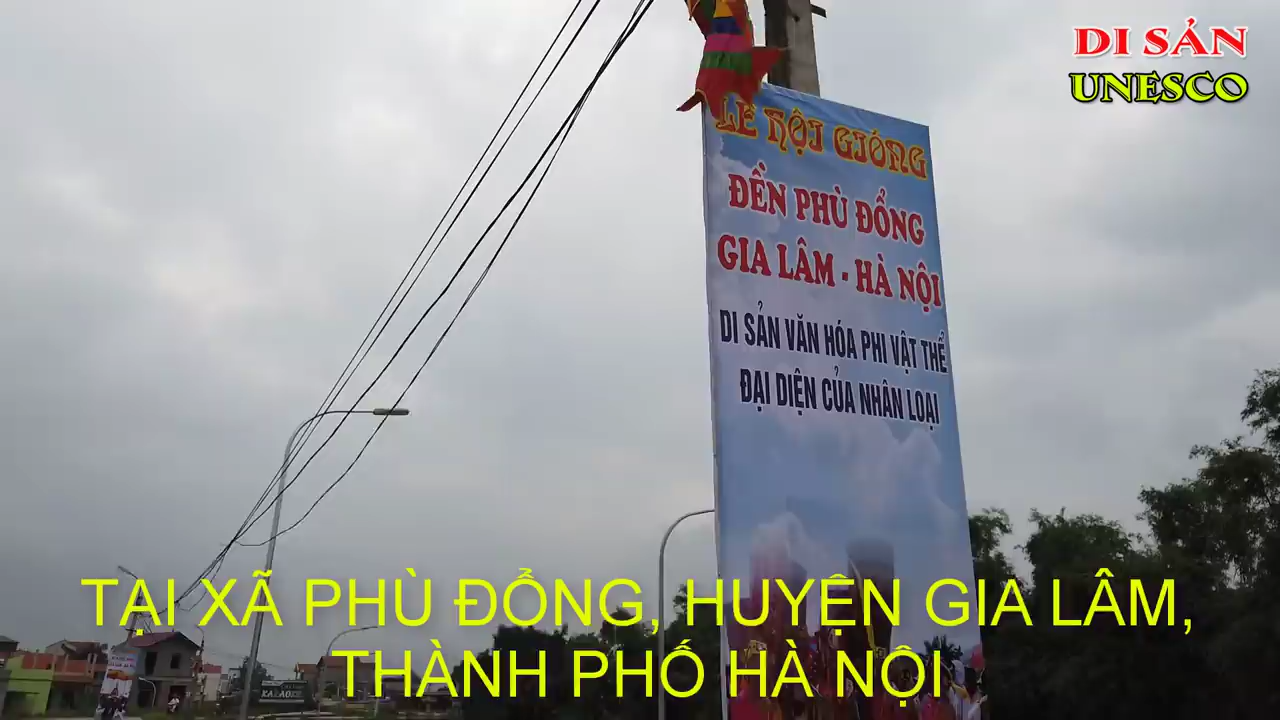 DI SẢN
UNESCO
LỄ HỘI GIÓNG
ĐỀN PHÙ ĐỔNG
GIA LÂM - HÀ NỘI
DI SẢN VĂN HÓA PHI VẬT THỂ
ĐẠI DIỆN CỦA NHÂN LOẠI
TẠI XÃ PHÙ ĐỔNG, HUYỆN GIA LÂM,
THÀNH PHỐ HÀ NỘI
KARAOKE